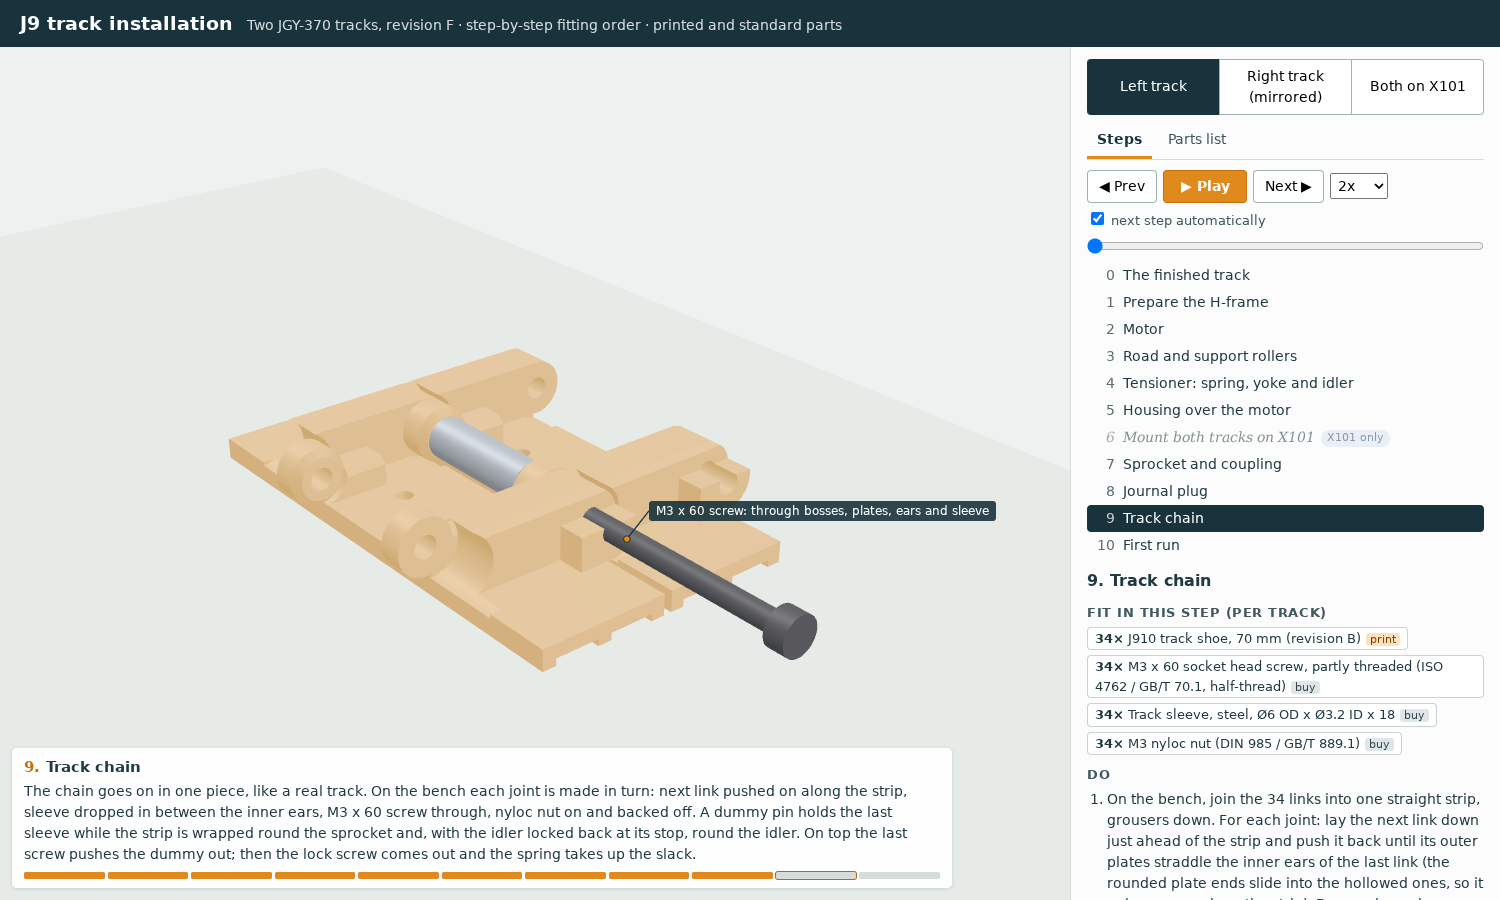 J9 track installation Two JGY-370 tracks, revision F · step-by-step fitting order · printed and standard parts
Left track
Right track
(mirrored)
Both on X101
Steps Parts list
◀ Prev ▶ Play Next ▶ 2x
next step automatically
0 The finished track
1 Prepare the H-frame
2 Motor
3 Road and support rollers
4 Tensioner: spring, yoke and idler
5 Housing over the motor
6 Mount both tracks on X101 X101 only
7 Sprocket and coupling
8 Journal plug
9 Track chain
10 First run
9. Track chain
FIT IN THIS STEP (PER TRACK)
34× J910 track shoe, 70 mm (revision B) print
34× M3 x 60 socket head screw, partly threaded (ISO
4762 / GB/T 70.1, half-thread) buy
34× Track sleeve, steel, Ø6 OD x Ø3.2 ID x 18 buy
34× M3 nyloc nut (DIN 985 / GB/T 889.1) buy
DO
1. On the bench, join the 34 links into one straight strip,
grousers down. For each joint: lay the next link down
just ahead of the strip and push it back until its outer
plates straddle the inner ears of the last link (the
rounded plate ends slide into the hollowed ones, so it
M3 x 60 screw: through bosses, plates, ears and sleeve
9. Track chain
The chain goes on in one piece, like a real track. On the bench each joint is made in turn: next link pushed on along the strip,
sleeve dropped in between the inner ears, M3 x 60 screw through, nyloc nut on and backed off. A dummy pin holds the last
sleeve while the strip is wrapped round the sprocket and, with the idler locked back at its stop, round the idler. On top the last
screw pushes the dummy out; then the lock screw comes out and the spring takes up the slack.